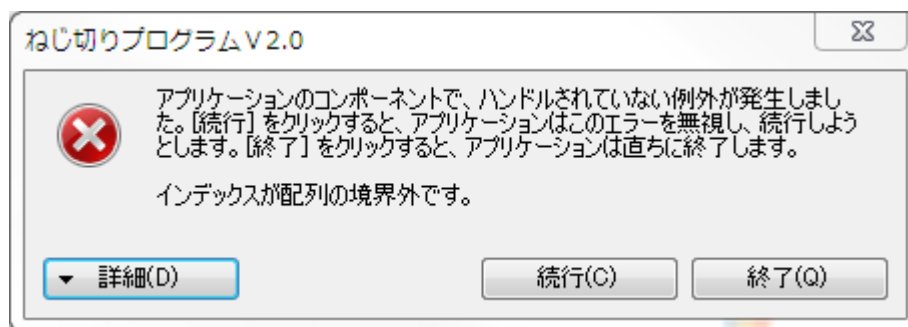 ねじ切りプログラムV2.0
アプリケーションのコンポーネントで、ハンドルされていない例外が発生しまし
た。[続行] をクリックすると、アプリケーションはこのエラーを無視し、続行しよう
とします。[終了] をクリックすると、アプリケーションは直ちに終了します。
インデックスが配列の境界外です。
詳細(D)
続行(C)
終了(Q)